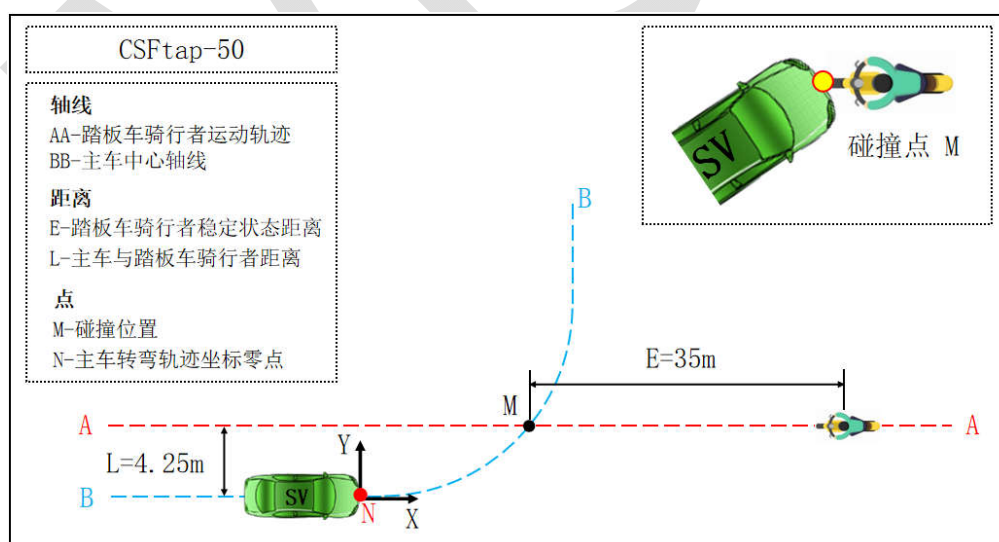 CSFtap-50
轴线
AA-踏板车骑行者运动轨迹
BB-主车中心轴线
距离
E-踏板车骑行者稳定状态距离
L-主车与踏板车骑行者距离
点
M-碰撞位置
N-主车转弯轨迹坐标零点
SV
碰撞点 M
B
E=35m
M
A
A
L=4.25m
Y
B
SV
N
X